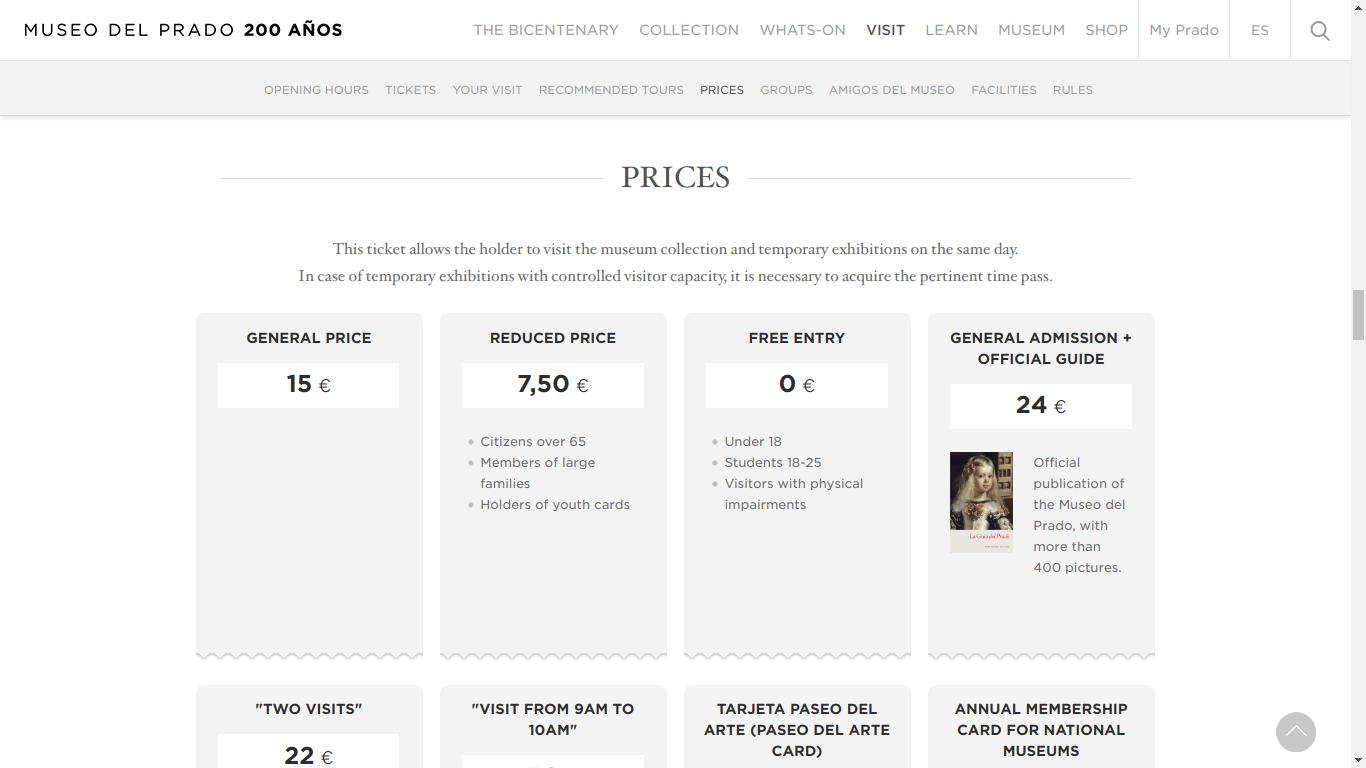 MUSEO DEL PRADO 200 AÑOS
THE BICENTENARY COLLECTION WHATS-ON VISIT LEARN MUSEUM SHOP My Prado ES
OPENING HOURS TICKETS YOUR VISIT RECOMMENDED TOURS PRICES GROUPS AMIGOS DEL MUSEO FACILITIES RULES
PRICES
This ticket allows the holder to visit the museum collection and temporary exhibitions on the same day.
In case of temporary exhibitions with controlled visitor capacity, it is necessary to acquire the pertinent time pass.
GENERAL PRICE
15 €
REDUCED PRICE
7,50 €
Citizens over 65
Members of large
families
Holders of youth cards
FREE ENTRY
0 €
Under 18
Students 18-25
Visitors with physical
impairments
GENERAL ADMISSION +
OFFICIAL GUIDE
24 €
La Guía del Prado
Official
publication of
the Museo del
Prado, with
more than
400 pictures.
"TWO VISITS"
22 €
"VISIT FROM 9AM TO
10AM"
TARJETA PASEO DEL
ARTE (PASEO DEL ARTE
CARD)
ANNUAL MEMBERSHIP
CARD FOR NATIONAL
MUSEUMS